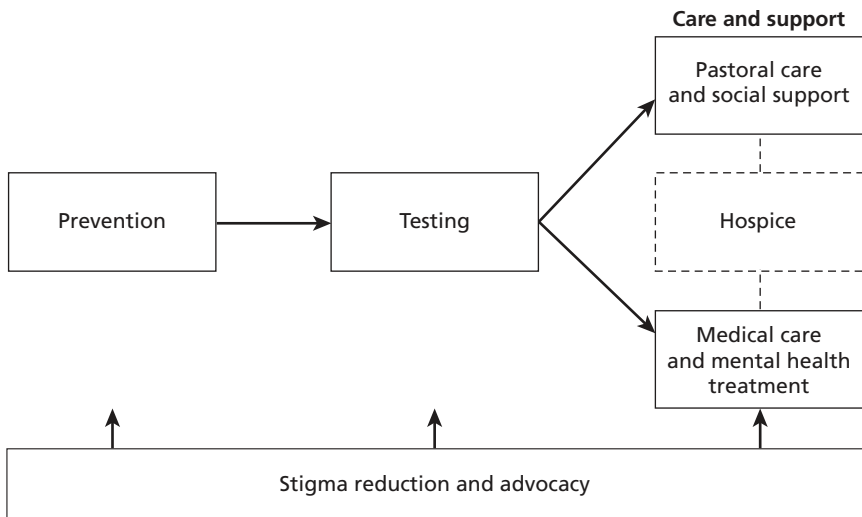 Care and support
Pastoral care
and social support
Prevention
Testing
Hospice
Medical care
and mental health
treatment
Stigma reduction and advocacy